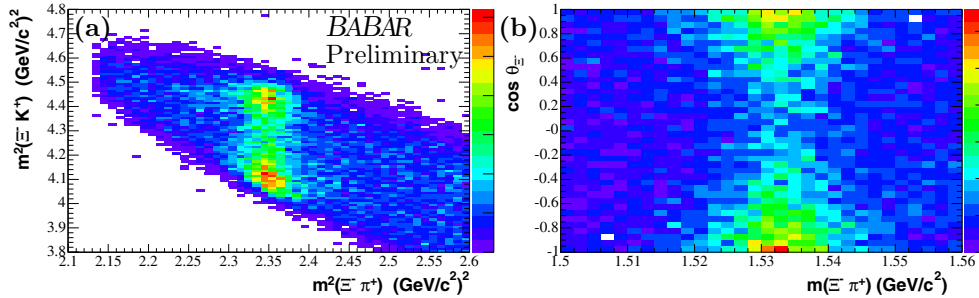 (a)
BABAR
Preliminary
m²(Ξ⁻ K⁺) (GeV/c²)²
4.8
4.7
4.6
4.5
4.4
4.3
4.2
4.1
4
3.9
3.8
2.1 2.15 2.2 2.25 2.3 2.35 2.4 2.45 2.5 2.55 2.6
m²(Ξ⁻ π⁺) (GeV/c²)²
(b)
cos θ_Ξ⁻
1
0.8
0.6
0.4
0.2
-0
-0.2
-0.4
-0.6
-0.8
-1
1.5 1.51 1.52 1.53 1.54 1.55 1.56
m(Ξ⁻ π⁺) (GeV/c²)